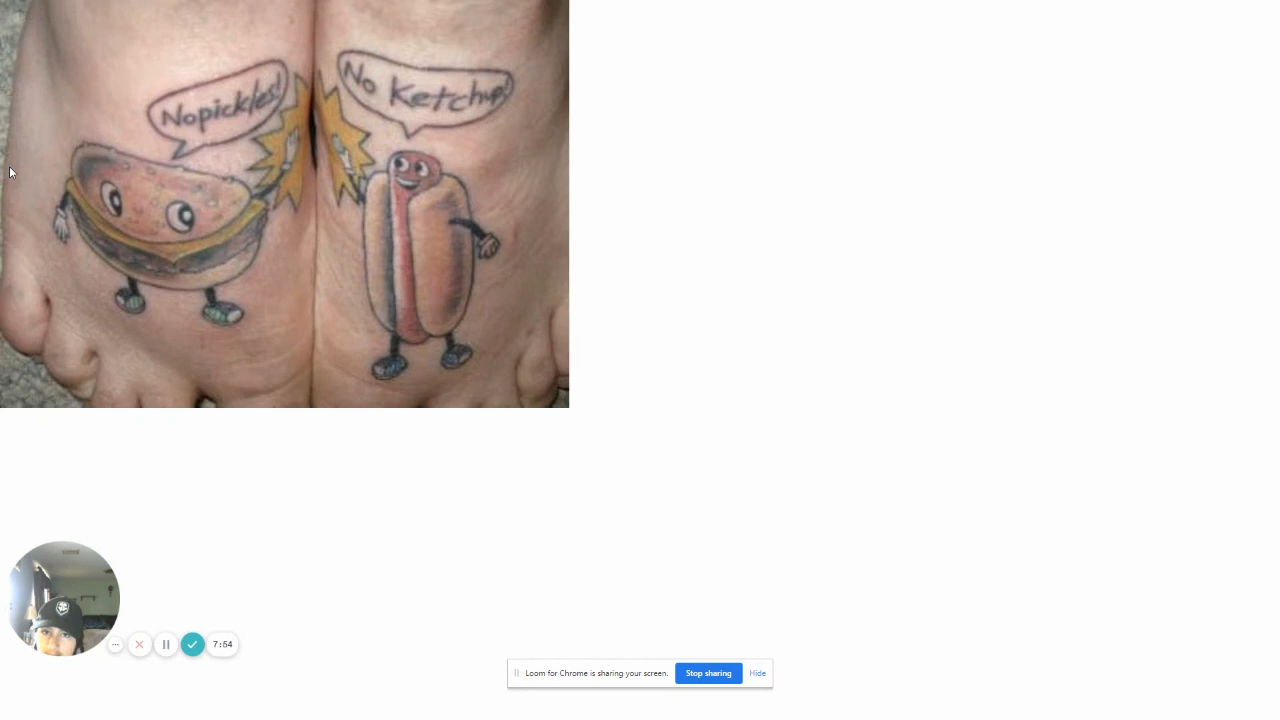 Nopickles!
No Ketchup!
7:54
Loom for Chrome is sharing your screen.
Stop sharing
Hide